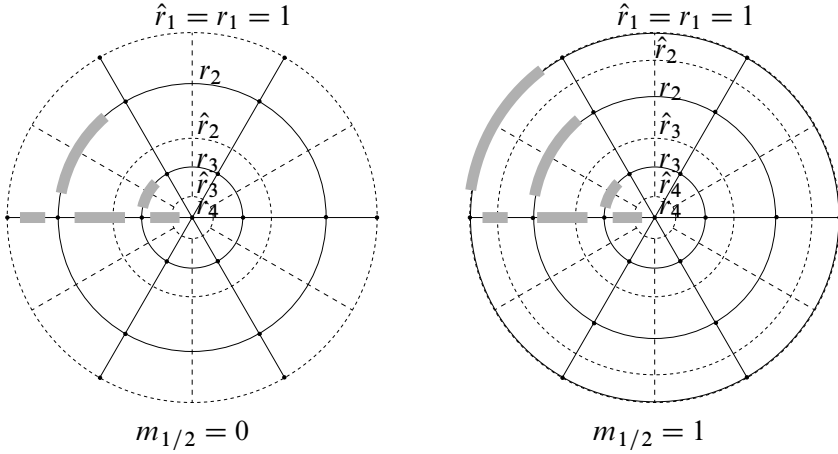 r̂₁ = r₁ = 1
r₂
r̂₂
r₃
r̂₃
r₄
m₁/₂ = 0
r̂₁ = r₁ = 1
r̂₂
r₂
r̂₃
r₃
r̂₄
r₄
m₁/₂ = 1